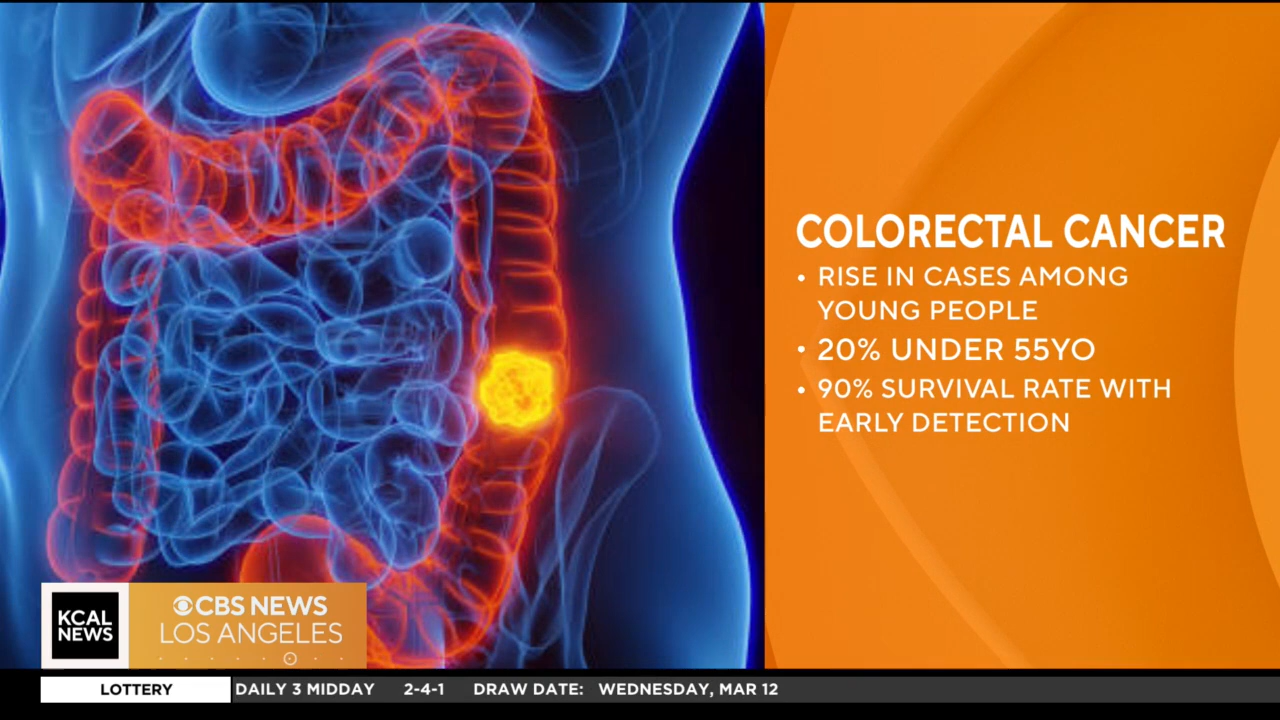 COLORECTAL CANCER
• RISE IN CASES AMONG
YOUNG PEOPLE
• 20% UNDER 55YO
• 90% SURVIVAL RATE WITH
EARLY DETECTION
KCAL
NEWS
CBS NEWS
LOS ANGELES
LOTTERY DAILY 3 MIDDAY 2-4-1 DRAW DATE: WEDNESDAY, MAR 12